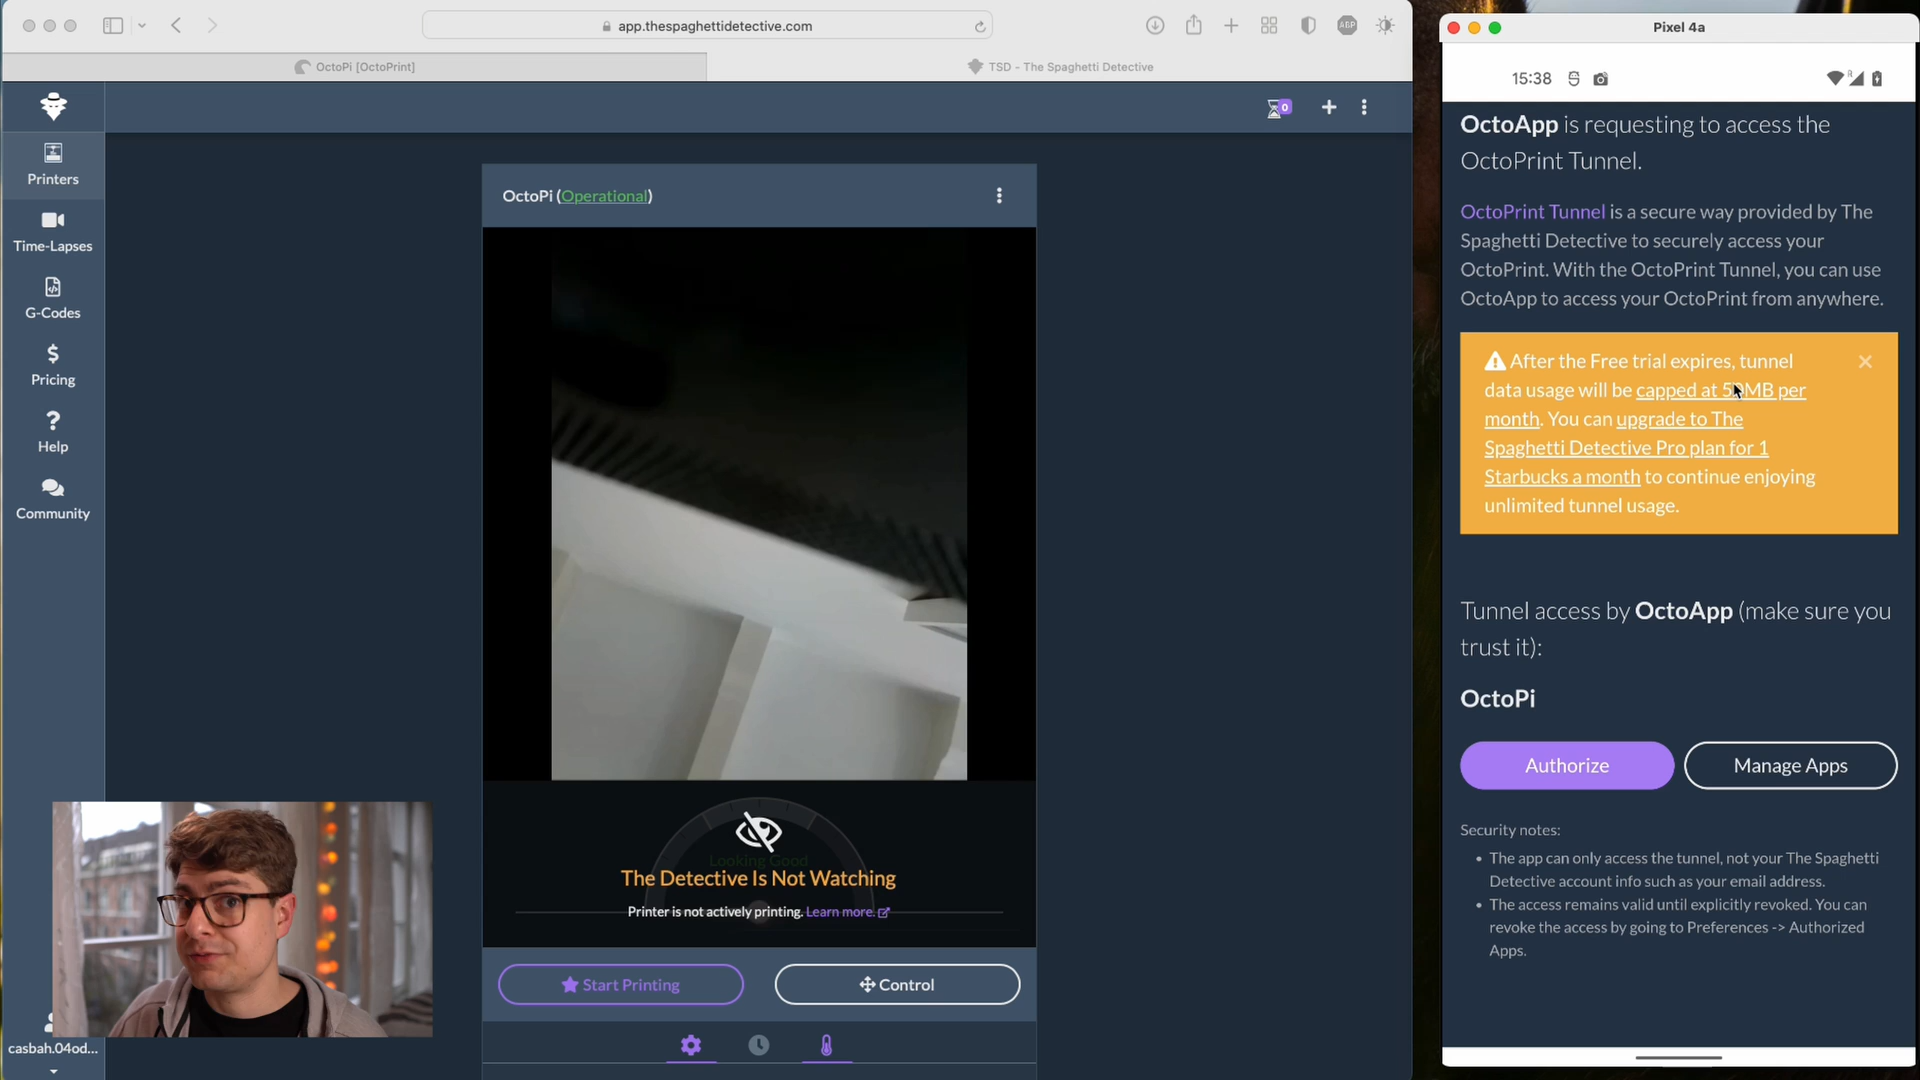 app.thespaghettidetective.com
ABP
OctoPi [OctoPrint]
TSD - The Spaghetti Detective
0
Printers
Time-Lapses
G-Codes
Pricing
Help
Community
casbah.04od...
OctoPi (Operational)
Looking Good
The Detective Is Not Watching
Printer is not actively printing. Learn more.
Start Printing
Control
Pixel 4a
15:38
OctoApp is requesting to access the
OctoPrint Tunnel.
OctoPrint Tunnel is a secure way provided by The
Spaghetti Detective to securely access your
OctoPrint. With the OctoPrint Tunnel, you can use
OctoApp to access your OctoPrint from anywhere.
After the Free trial expires, tunnel
data usage will be capped at per
month. You can upgrade to The
Spaghetti Detective Pro plan for 1
Starbucks a month to continue enjoying
unlimited tunnel usage.
Tunnel access by OctoApp (make sure you
trust it):
OctoPi
Authorize
Manage Apps
Security notes:
• The app can only access the tunnel, not your The Spaghetti
Detective account info such as your email address.
• The access remains valid until explicitly revoked. You can
revoke the access by going to Preferences -> Authorized
Apps.